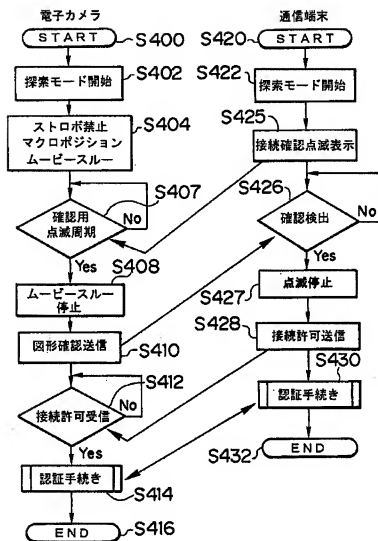 電子カメラ
START
S400
探索モード開始
S402
ストロボ禁止
マクロポジション
ムービースルー
S404
確認用
点滅周期
S407
No
Yes
ムービースルー
停止
S408
図形確認送信
S410
接続許可受信
S412
No
Yes
認証手続き
S414
END
S416
通信端末
S420
START
S422
探索モード開始
S425
接続確認点滅表示
S426
確認検出
No
Yes
点滅停止
S427
S428
接続許可送信
S430
認証手続き
S432
END